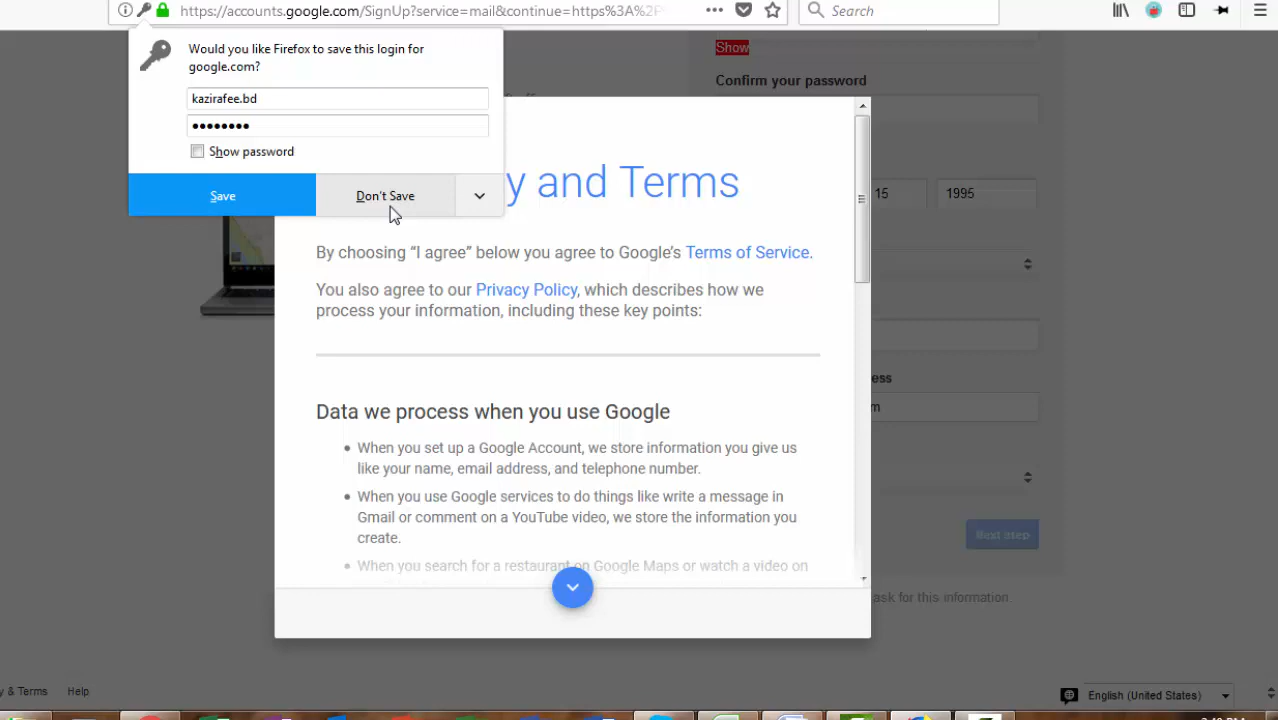 https://accounts.google.com/SignUp?service=mail&continue=https%3A%2F
Search
Would you like Firefox to save this login for
google.com?
kazirafee.bd
Show password
Save
Don't Save
Show
Confirm your password
15
1995
y and Terms
By choosing “I agree” below you agree to Google's Terms of Service.
You also agree to our Privacy Policy, which describes how we
process your information, including these key points:
Data we process when you use Google
• When you set up a Google Account, we store information you give us
like your name, email address, and telephone number.
• When you use Google services to do things like write a message in
Gmail or comment on a YouTube video, we store the information you
create.
• When you search for a restaurant on Google Maps or watch a video on
ess
m
Next step
ask for this information
y & Terms
Help
English (United States)